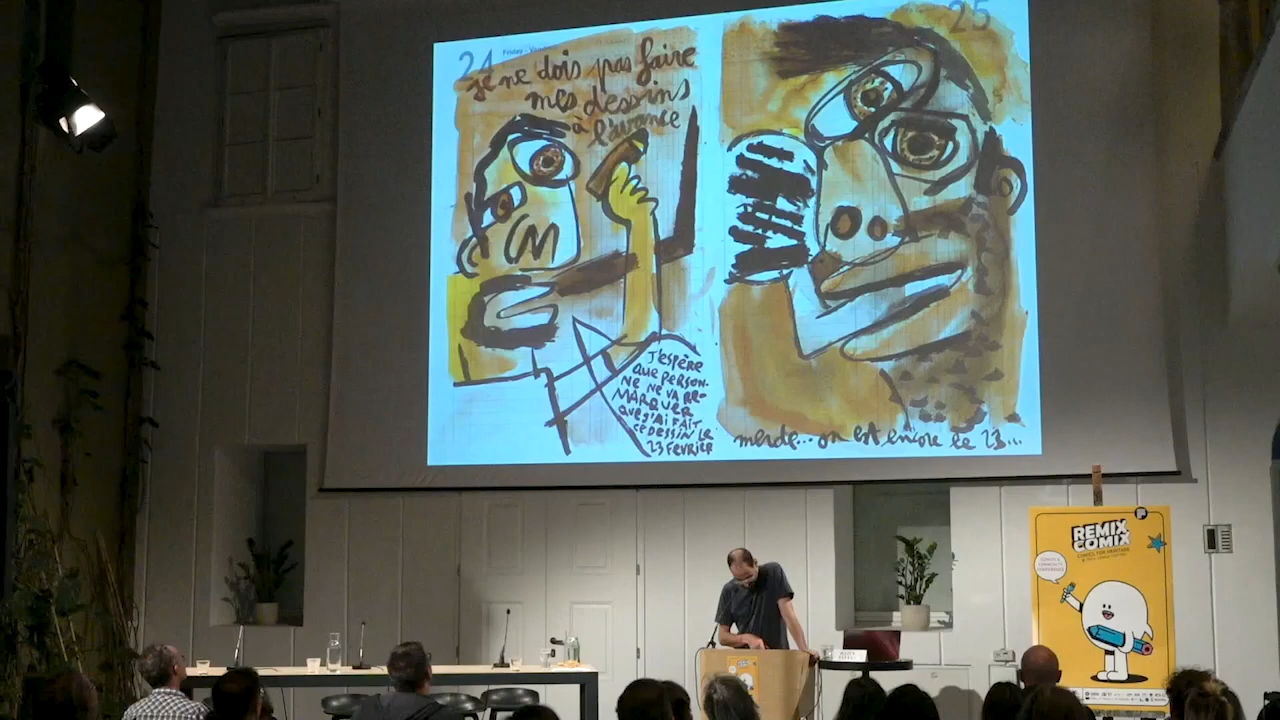 24
Friday
25
je ne dois pas faire
mes dessins
à l'avance
J'ESPÈRE
QUE PERSON-
NE NE VA RE-
MARQUER
QUE J'AI FAIT
CE DESSIN LE
23 FEVRIER
merde... on est encore le 23...
REMIX
COMIX